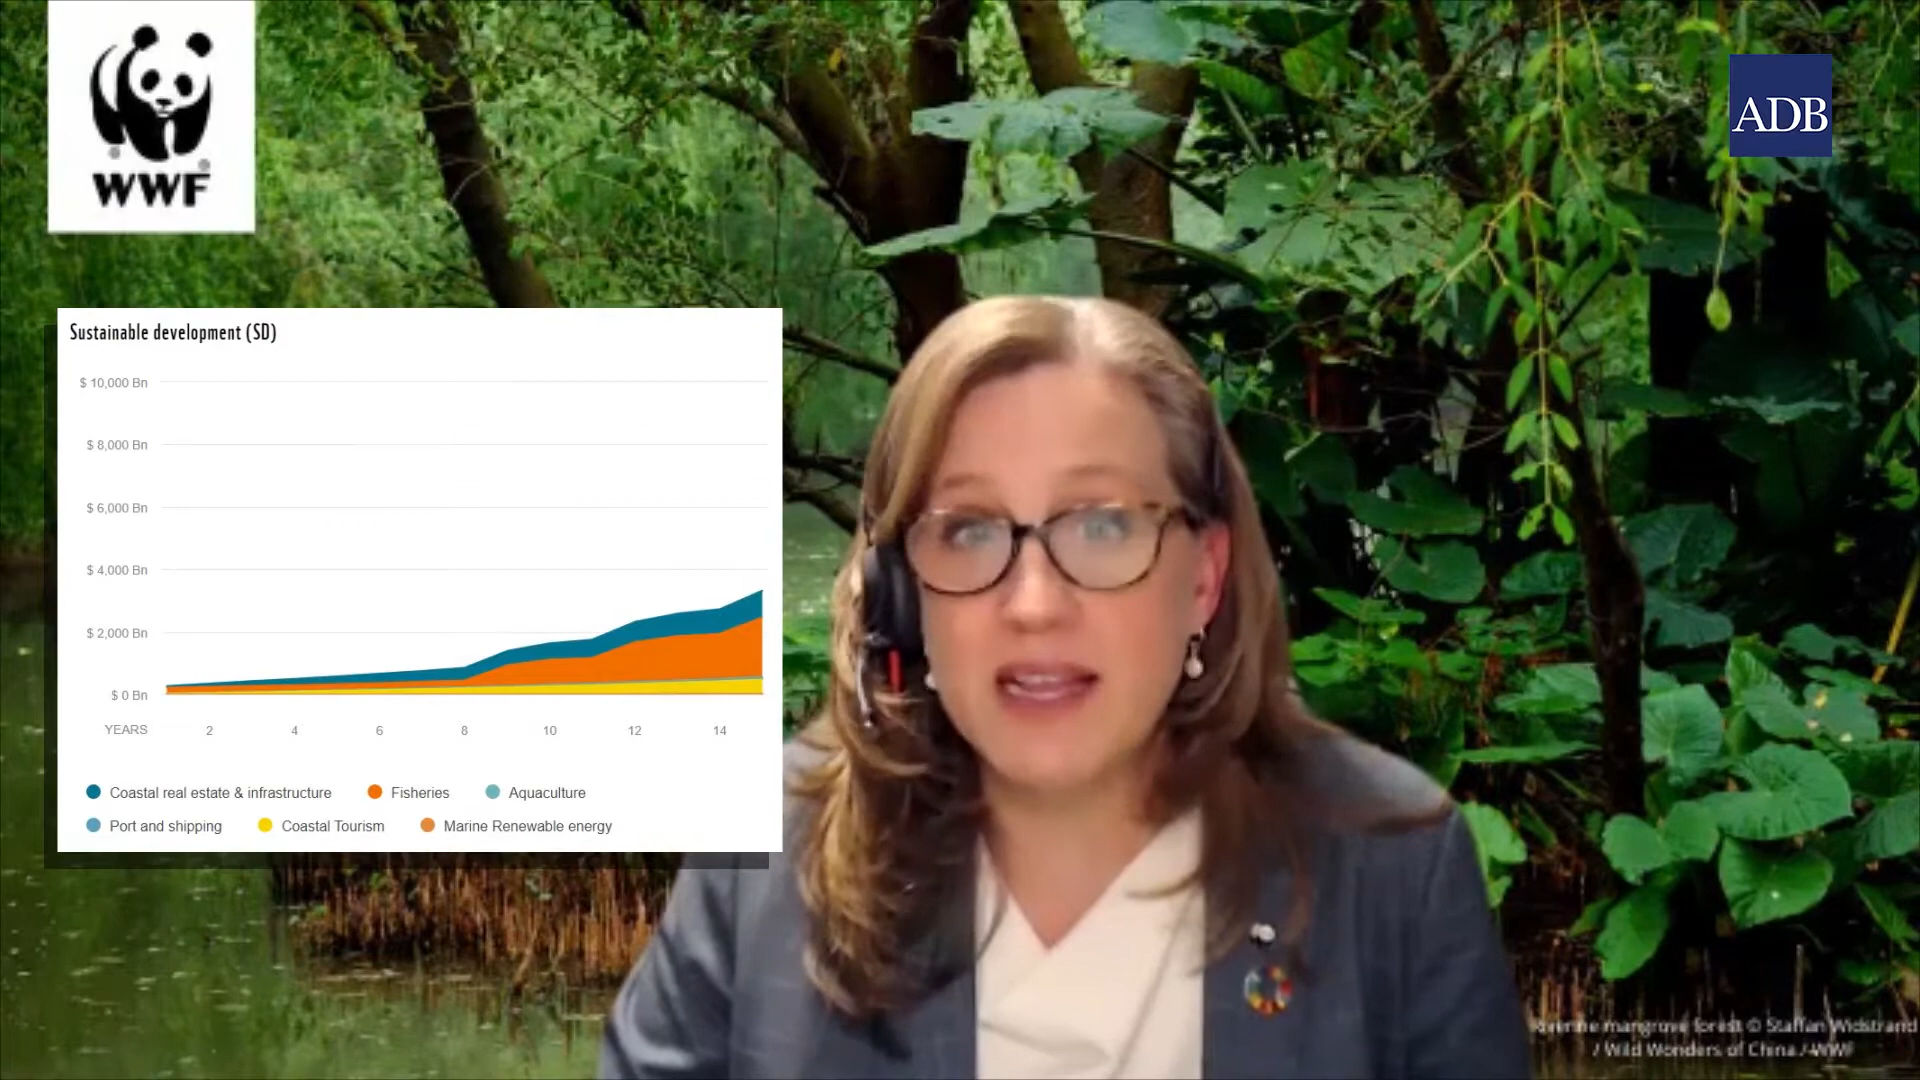 WWF
ADB
Sustainable development (SD)
$ 10,000 Bn
$ 8,000 Bn
$ 6,000 Bn
$ 4,000 Bn
$ 2,000 Bn
$ 0 Bn
YEARS 2 4 6 8 10 12 14
Coastal real estate & infrastructure Fisheries Aquaculture
Port and shipping Coastal Tourism Marine Renewable energy
Riverine mangrove forest © Staffan Widstrand
/ Wild Wonders of China / WWF